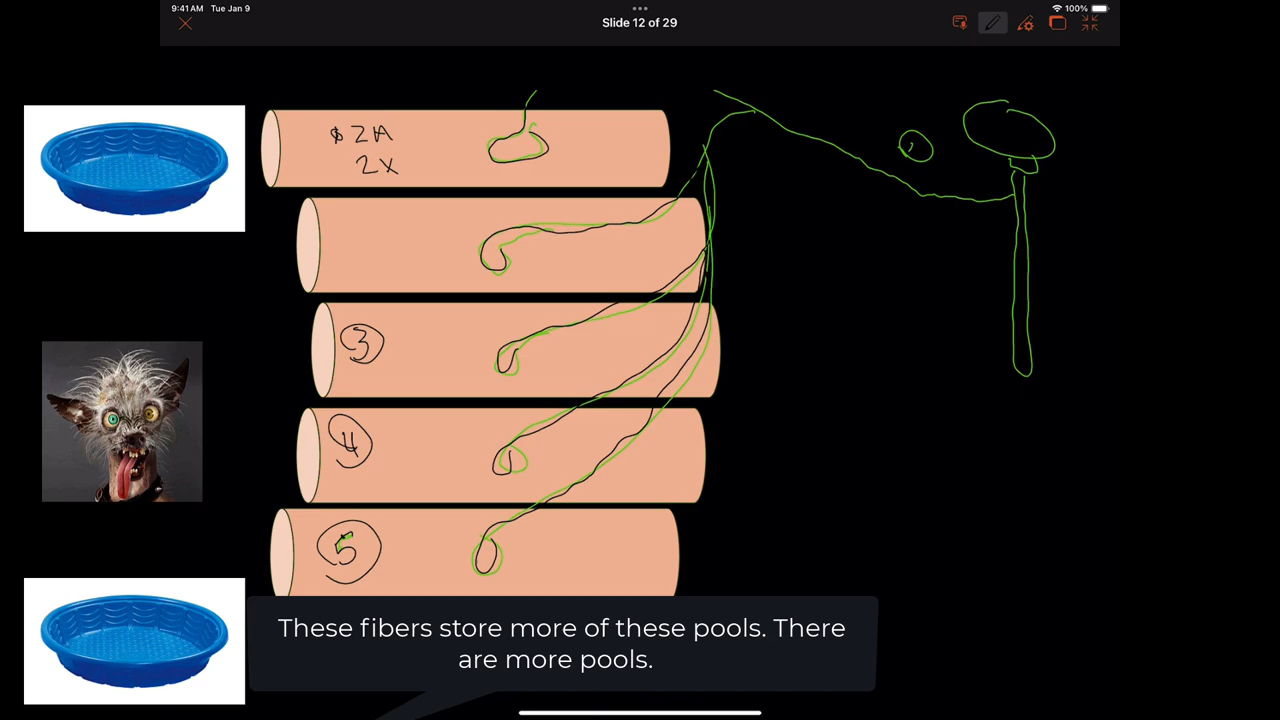 9:41 AM Tue Jan 9
100%
Slide 12 of 29
2A
2X
3
4
5
These fibers store more of these pools. There
are more pools.